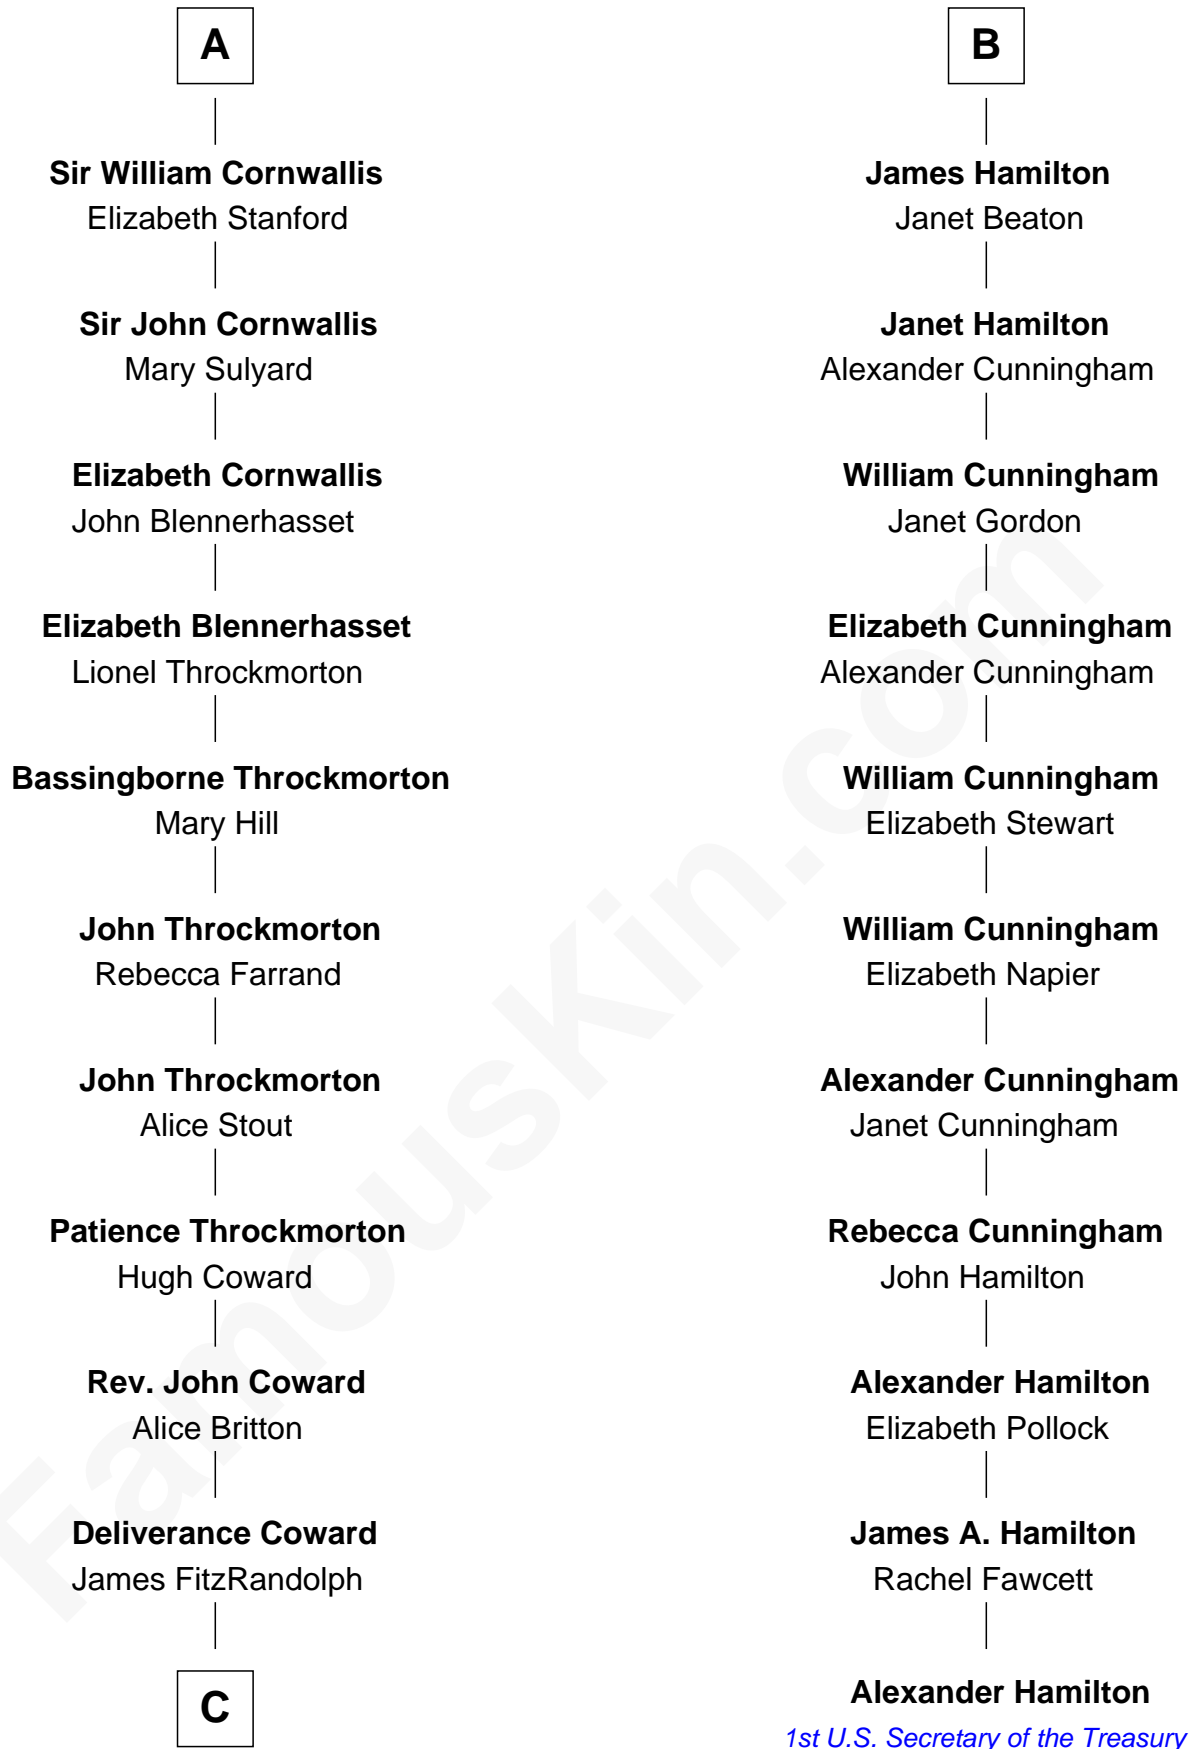 A
Sir William Cornwallis
Elizabeth Stanford
Sir John Cornwallis
Mary Sulyard
Elizabeth Cornwallis
John Blennerhasset
Elizabeth Blennerhasset
Lionel Throckmorton
Bassingborne Throckmorton
Mary Hill
John Throckmorton
Rebecca Farrand
John Throckmorton
Alice Stout
Patience Throckmorton
Hugh Coward
Rev. John Coward
Alice Britton
Deliverance Coward
James FitzRandolph
C
B
James Hamilton
Janet Beaton
Janet Hamilton
Alexander Cunningham
William Cunningham
Janet Gordon
Elizabeth Cunningham
Alexander Cunningham
William Cunningham
Elizabeth Stewart
William Cunningham
Elizabeth Napier
Alexander Cunningham
Janet Cunningham
Rebecca Cunningham
John Hamilton
Alexander Hamilton
Elizabeth Pollock
James A. Hamilton
Rachel Fawcett
Alexander Hamilton
1st U.S. Secretary of the Treasury
FamousKin.com